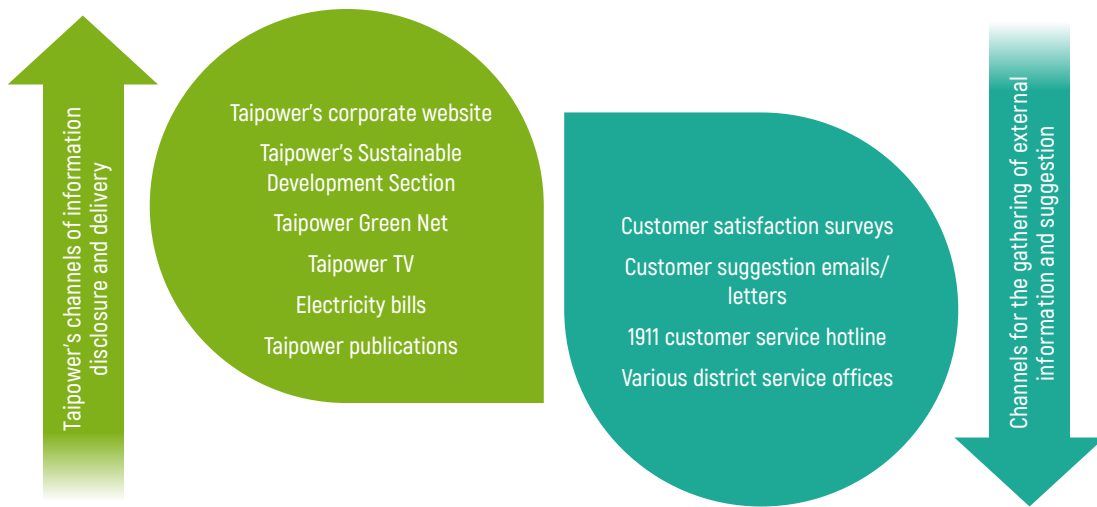 Taipower's channels of information
disclosure and delivery
Taipower's corporate website
Taipower's Sustainable
Development Section
Taipower Green Net
Taipower TV
Electricity bills
Taipower publications
Customer satisfaction surveys
Customer suggestion emails/
letters
1911 customer service hotline
Various district service offices
Channels for the gathering of external
information and suggestion